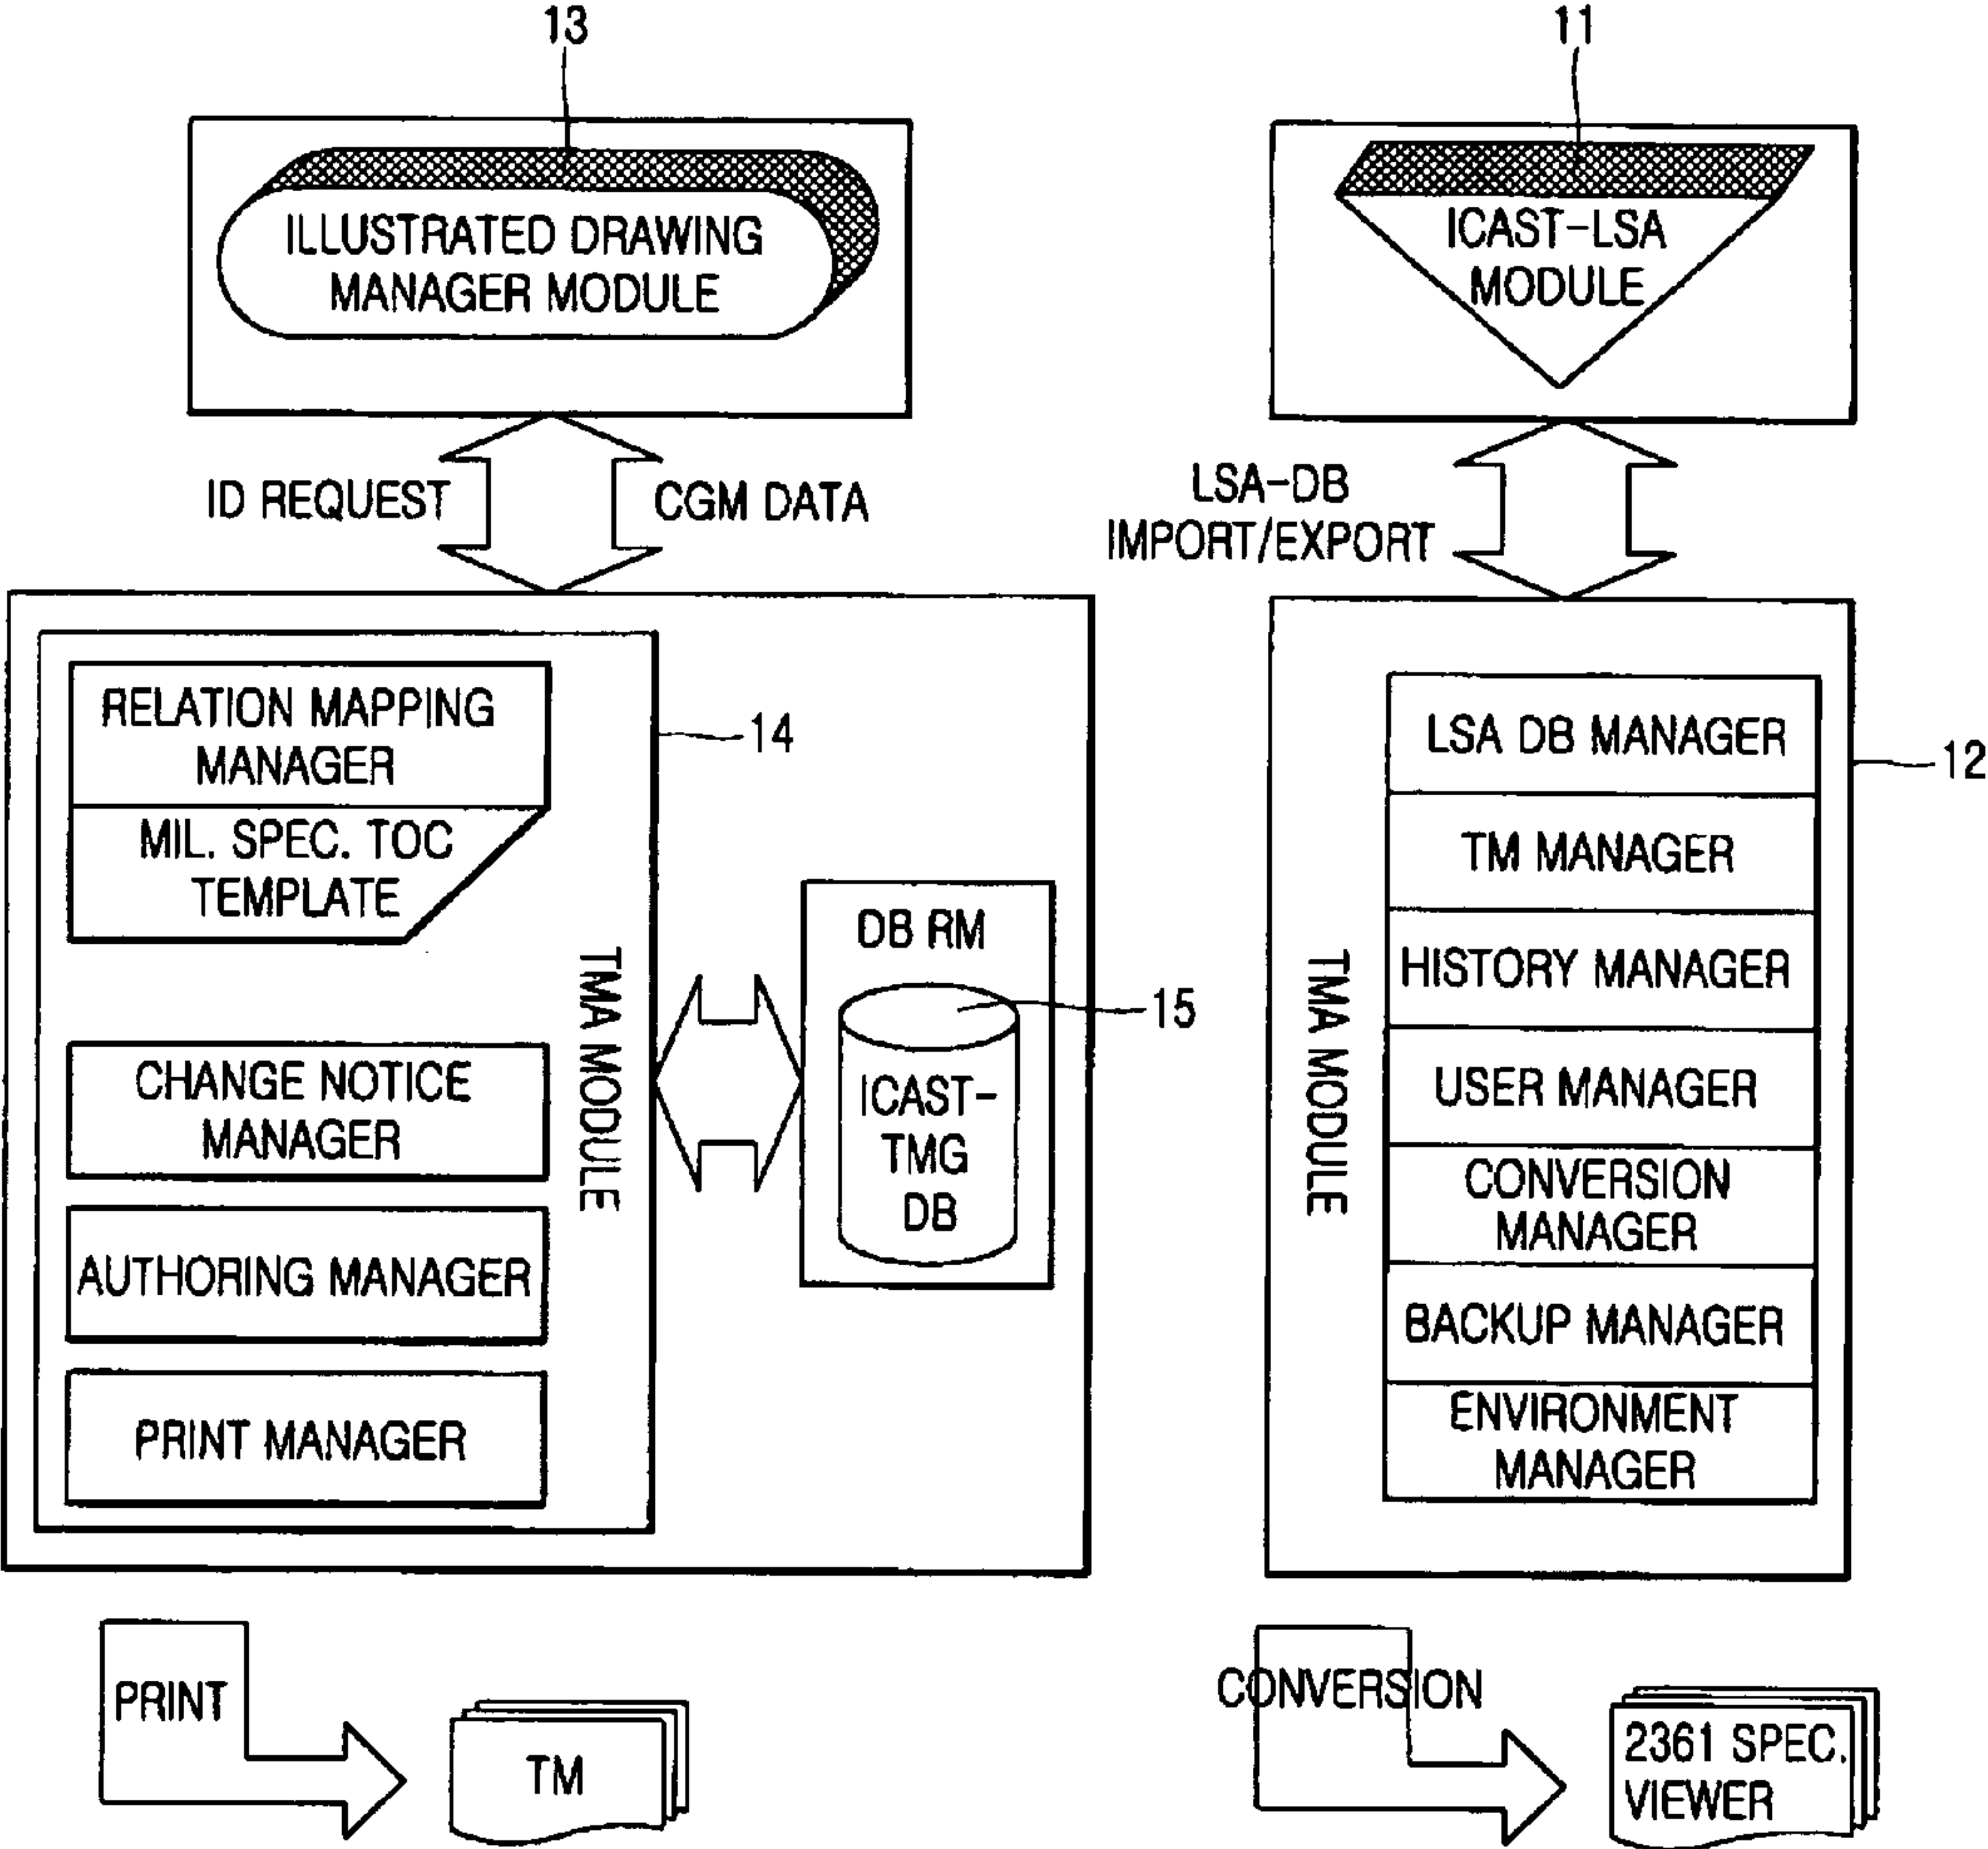 13
11
ILLUSTRATED DRAWING
MANAGER MODULE
ICAST-LSA
MODULE
ID REQUEST
CGM DATA
LSA-DB
IMPORT/EXPORT
RELATION MAPPING
MANAGER
MIL. SPEC. TOC
TEMPLATE
CHANGE NOTICE
MANAGER
AUTHORING MANAGER
PRINT MANAGER
TMA MODULE
14
DB RM
15
ICAST-
TMG
DB
TMA MODULE
LSA DB MANAGER
TM MANAGER
HISTORY MANAGER
USER MANAGER
CONVERSION
MANAGER
BACKUP MANAGER
ENVIRONMENT
MANAGER
12
PRINT
TM
CONVERSION
2361 SPEC.
VIEWER